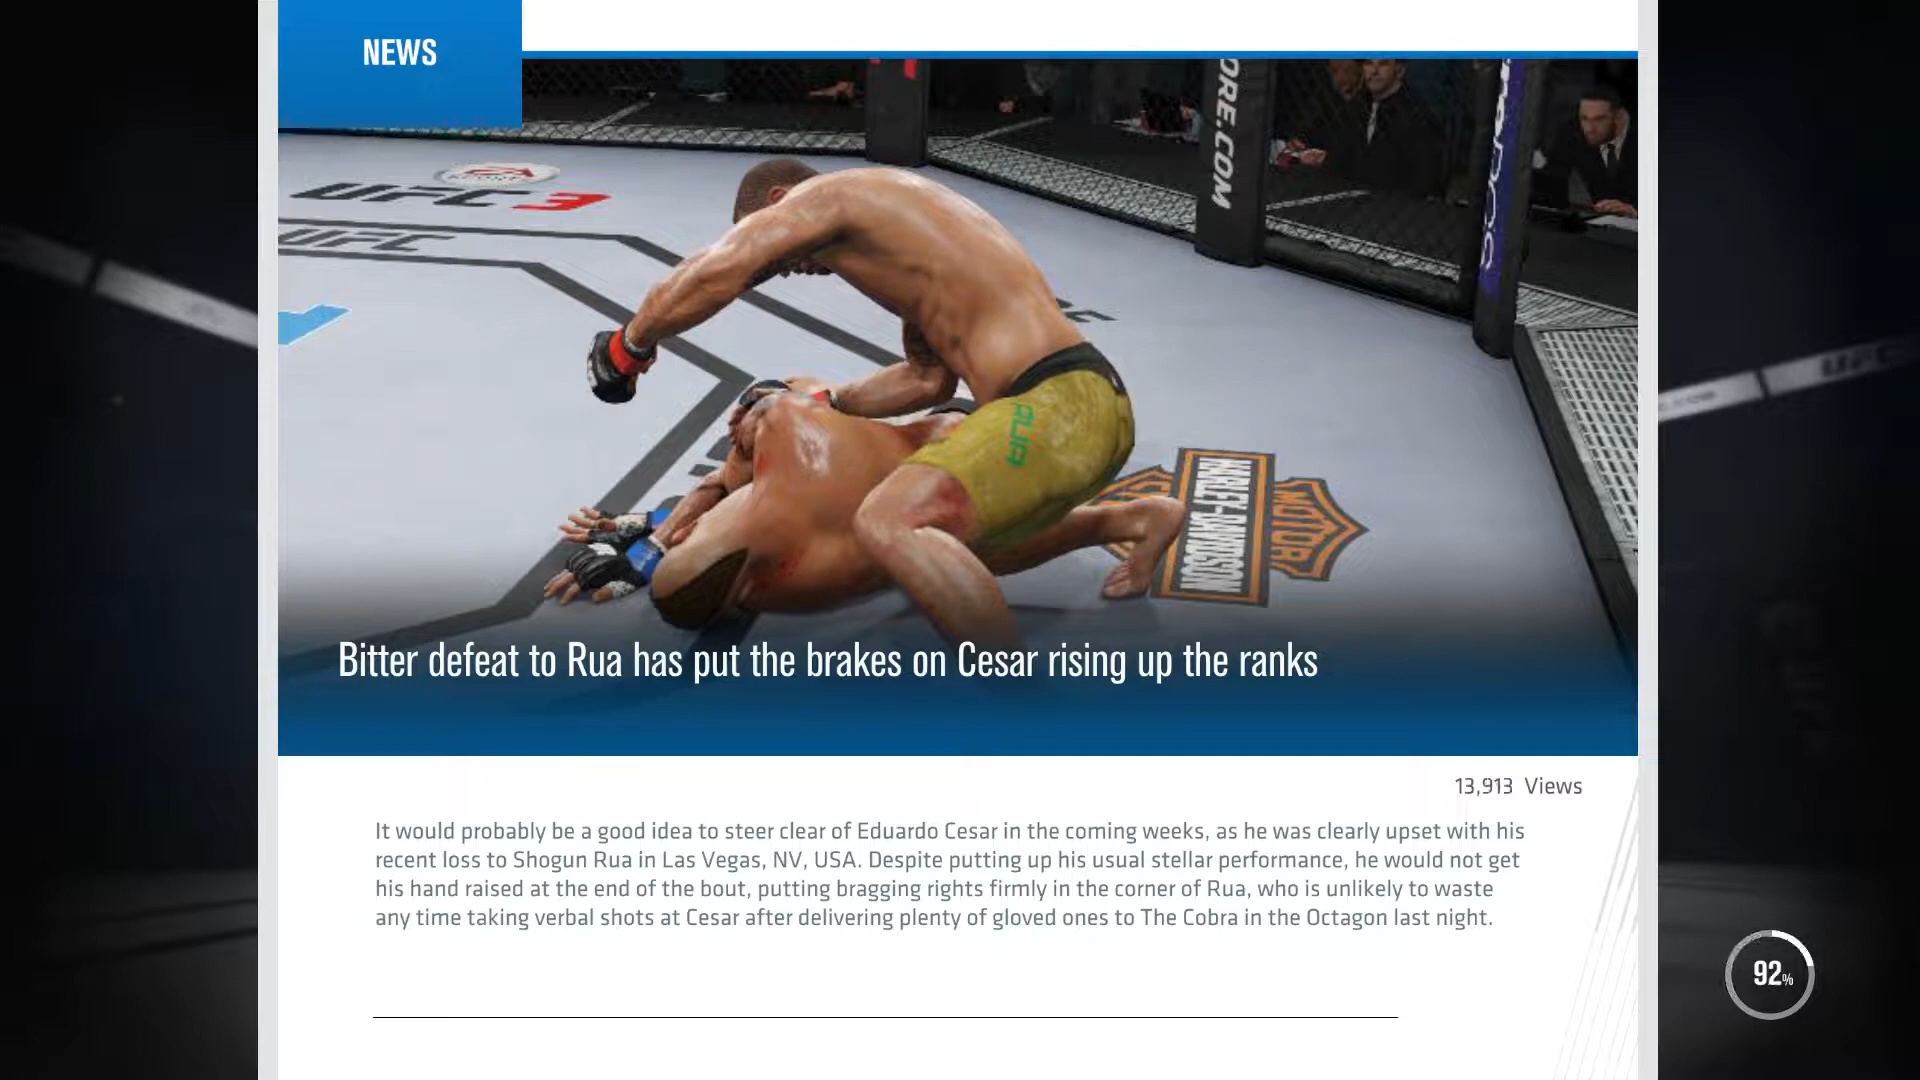 NEWS
ORE.COM
EA
UFC 3
UFC
RUA
MOTOR
HARLEY-DAVIDSON
UFC
Bitter defeat to Rua has put the brakes on Cesar rising up the ranks
13,913 Views
It would probably be a good idea to steer clear of Eduardo Cesar in the coming weeks, as he was clearly upset with his
recent loss to Shogun Rua in Las Vegas, NV, USA. Despite putting up his usual stellar performance, he would not get
his hand raised at the end of the bout, putting bragging rights firmly in the corner of Rua, who is unlikely to waste
any time taking verbal shots at Cesar after delivering plenty of gloved ones to The Cobra in the Octagon last night.
92%